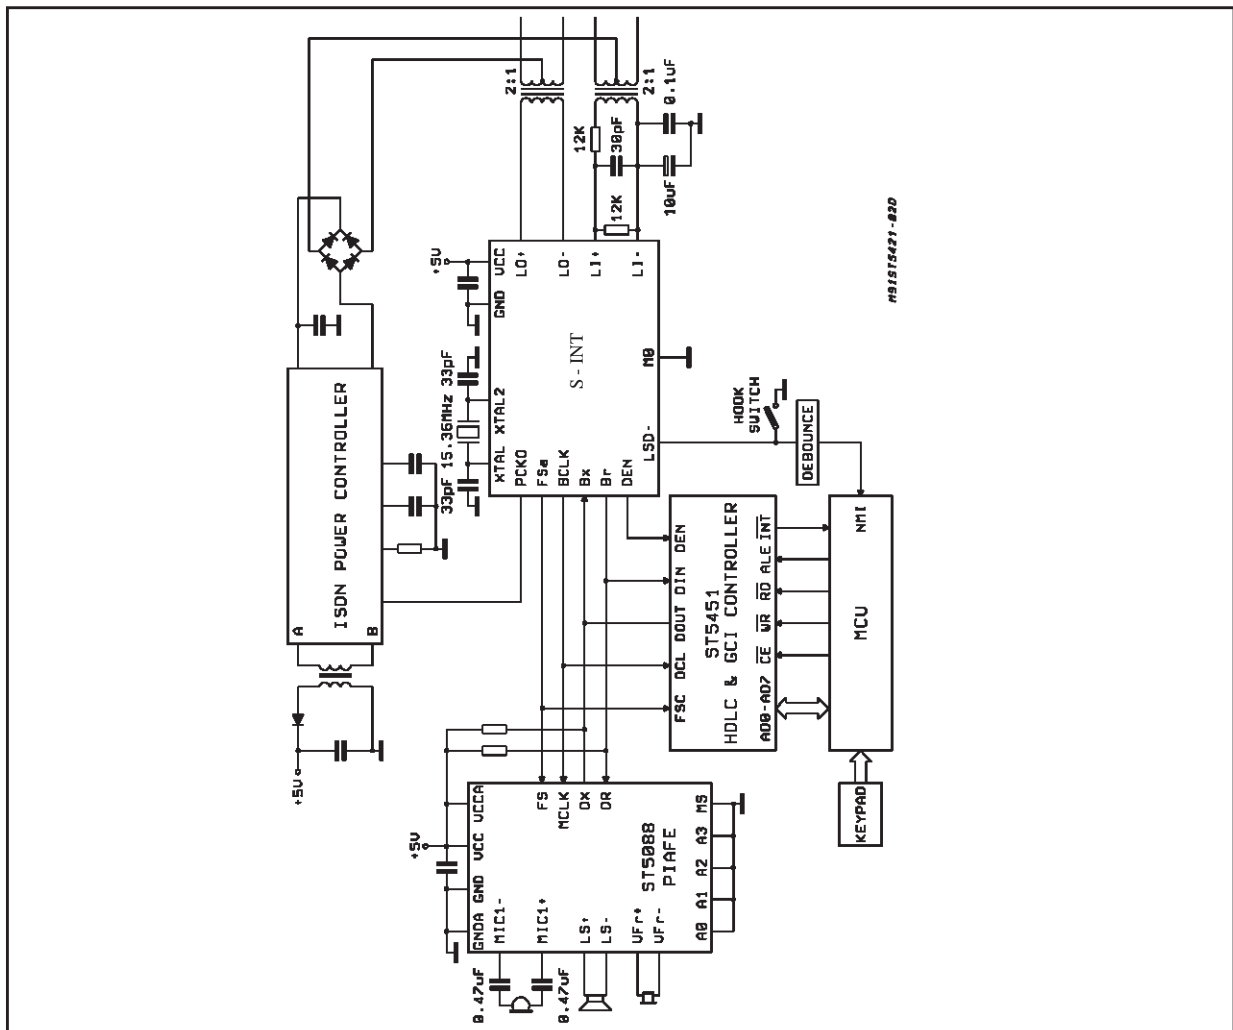 2:1
2:1
0.1uF
12K
30pF
12K
10uF
+5V
VCC
GND
LO+
LO-
LI+
LI-
S - INT
M0
33pF
15.36MHz
33pF
XTAL2
XTAL
PCKO
FSa
BCLK
Bx
Br
DEN
LSD-
HOOK
SWITCH
DEBOUNCE
ISDN POWER CONTROLLER
A
B
+5V
DEN
DIN
DOUT
DCL
FSC
ST5451
HDLC & GCI CONTROLLER
INT
ALE
RD
WR
CE
AD0-AD7
NMI
MCU
KEYPAD
+5V
VCCA
VCC
GND
GNDA
FS
MCLK
DX
DR
ST5088
PIAFE
MS
A3
A2
A1
A0
MIC1-
MIC1+
LS+
LS-
VFr+
VFr-
0.47uF
0.47uF
M91ST5421-02D